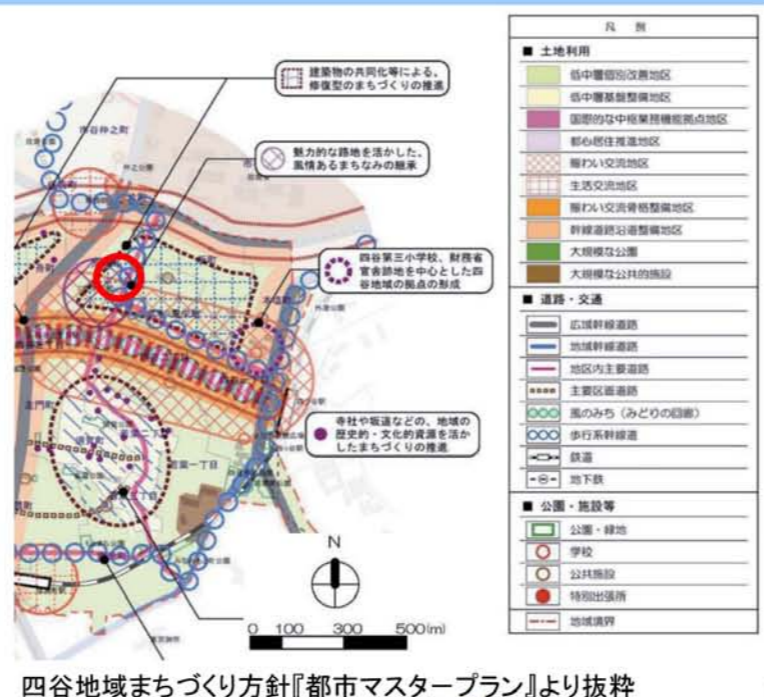 建築物の共同化等による、
修復型のまちづくりの推進
魅力的な路地を活かした、
風情あるまちなみの継承
四谷第三小学校、財務省
官舎跡地を中心とした四
谷地域の拠点の形成
寺社や坂道などの、地域の
歴史的・文化的資源を活か
したまちづくりの推進
市谷仲之町
左門町
若葉一丁目
N
0 100 300 500(m)
凡 例
■ 土地利用
低中層個別改善地区
低中層基盤整備地区
国際的な中枢業務機能拠点地区
都心居住推進地区
賑わい交流地区
生活交流地区
賑わい交流骨格整備地区
幹線道路沿道整備地区
大規模な公園
大規模な公共的施設
■ 道路・交通
広域幹線道路
地域幹線道路
地区内主要道路
主要区画道路
風のみち（みどりの回廊）
歩行系幹線道
鉄道
地下鉄
■ 公園・施設等
公園・緑地
学校
公共施設
特別出張所
地域境界
四谷地域まちづくり方針『都市マスタープラン』より抜粋